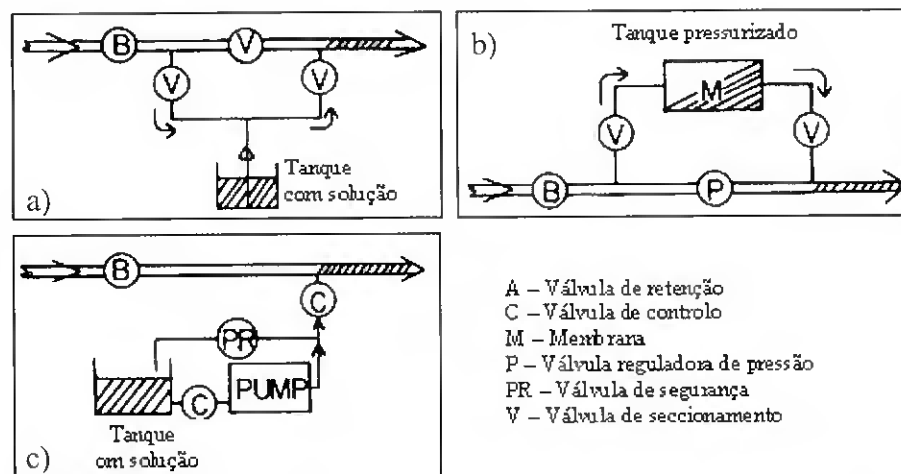 B
V
V
V
Tanque
com solução
a)
b)
Tanque pressurizado
M
V
V
B
P
B
C
PR
PUMP
C
Tanque
om solução
c)
A – Válvula de retenção
C – Válvula de controlo
M – Membrana
P – Válvula reguladora de pressão
PR – Válvula de segurança
V – Válvula de seccionamento